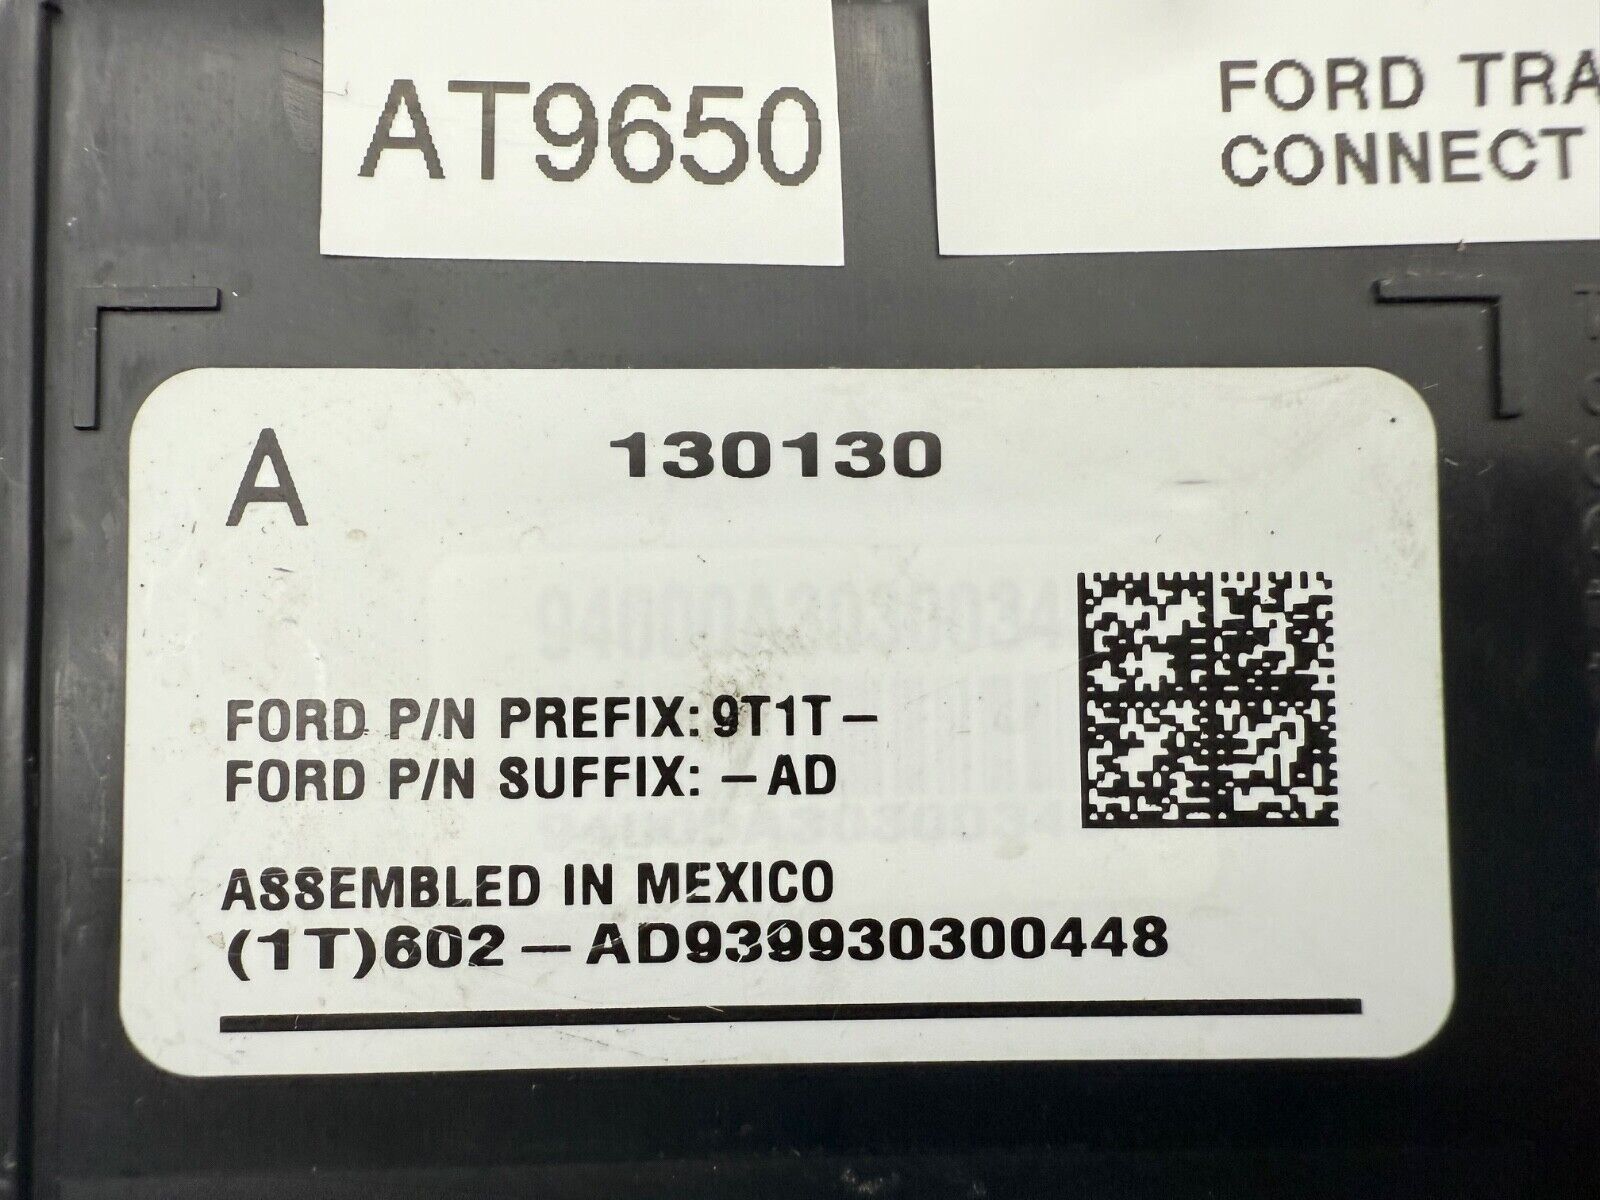 AT9650
FORD TRA
CONNECT
A
130130
FORD P/N PREFIX: 9T1T-
FORD P/N SUFFIX: -AD
ASSEMBLED IN MEXICO
(1T)602-AD939930300448